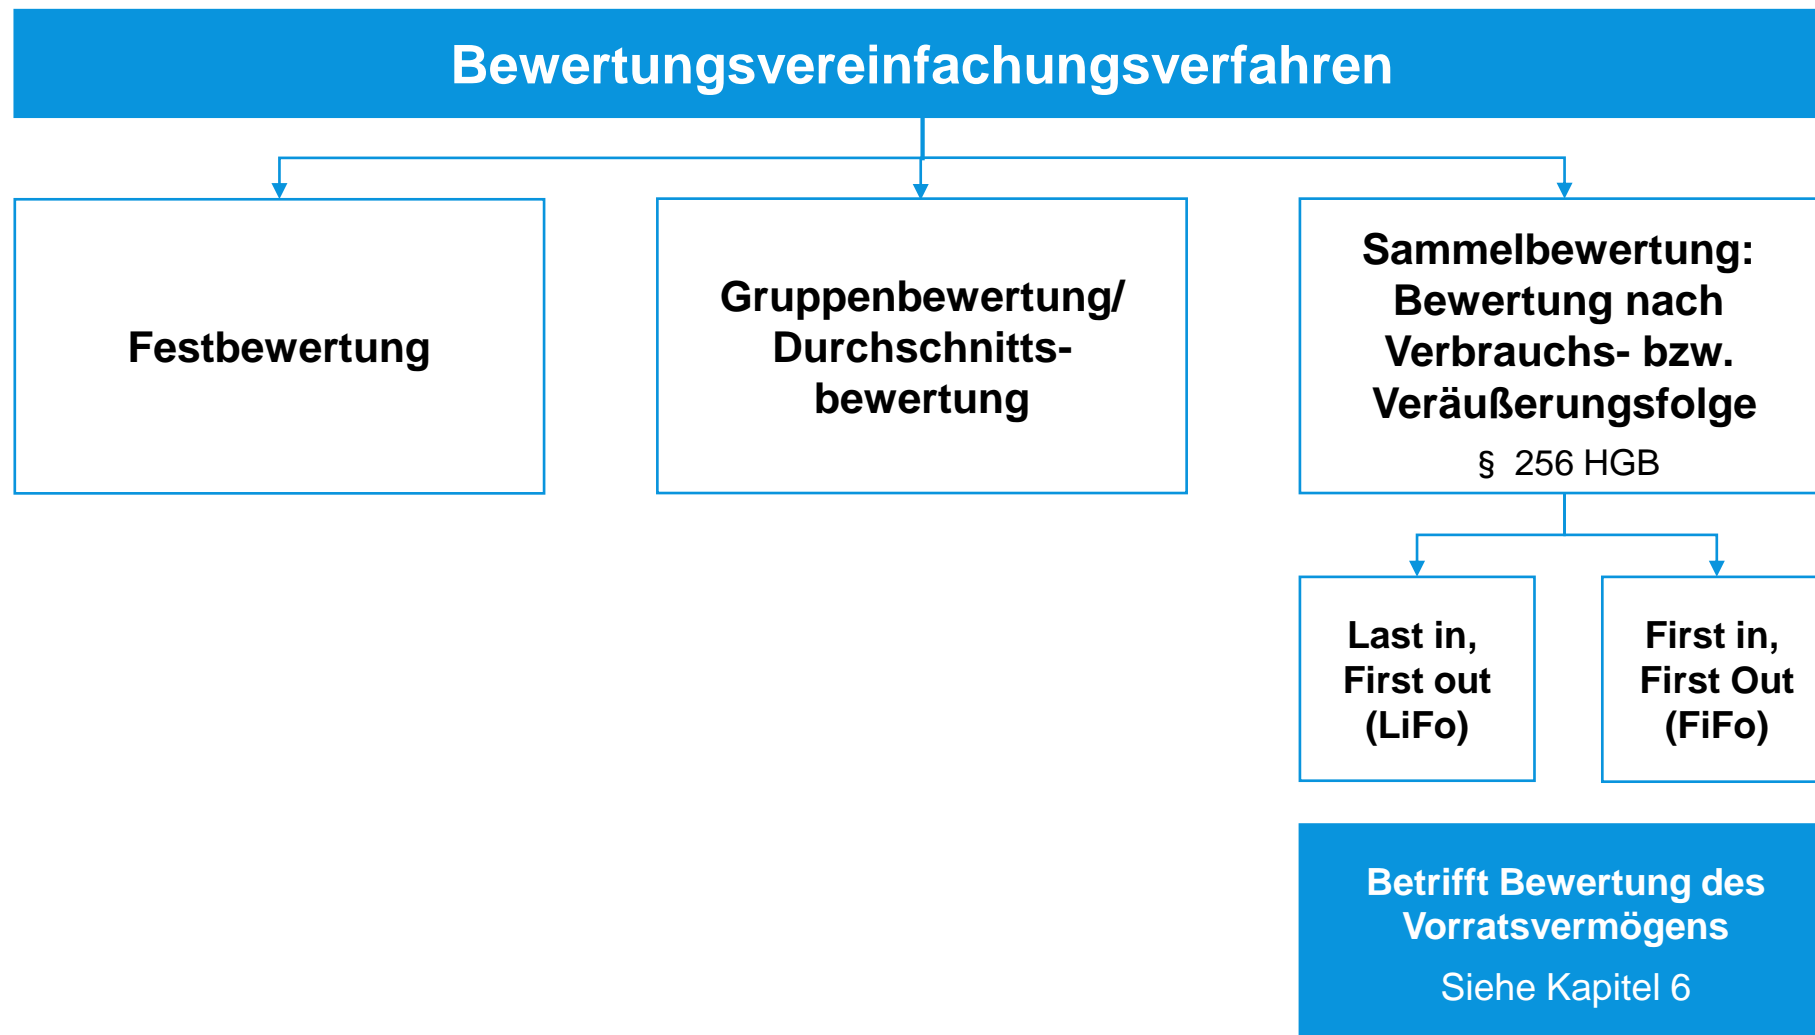 Bewertungsvereinfachungsverfahren
Festbewertung
Gruppenbewertung/
Durchschnitts-
bewertung
Sammelbewertung:
Bewertung nach
Verbrauchs- bzw.
Veräußerungsfolge
§ 256 HGB
Last in,
First out
(LiFo)
First in,
First Out
(FiFo)
Betrifft Bewertung des
Vorratsvermögens
Siehe Kapitel 6